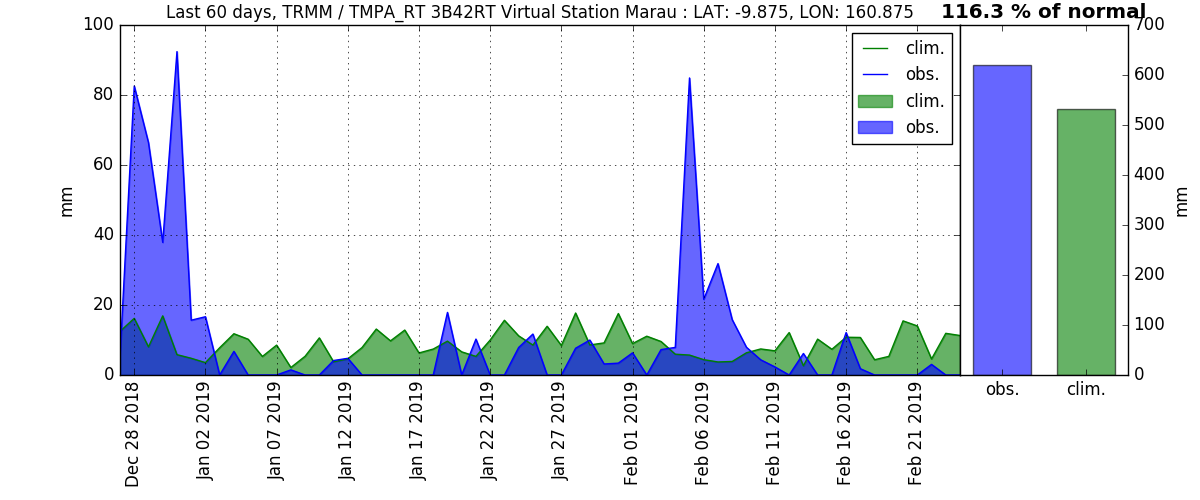 Last 60 days, TRMM / TMPA_RT 3B42RT Virtual Station Marau : LAT: -9.875, LON: 160.875
116.3 % of normal
100
80
60
40
20
0
mm
clim.
obs.
clim.
obs.
700
600
500
400
300
200
100
0
mm
Dec 28 2018
Jan 02 2019
Jan 07 2019
Jan 12 2019
Jan 17 2019
Jan 22 2019
Jan 27 2019
Feb 01 2019
Feb 06 2019
Feb 11 2019
Feb 16 2019
Feb 21 2019
obs.
clim.